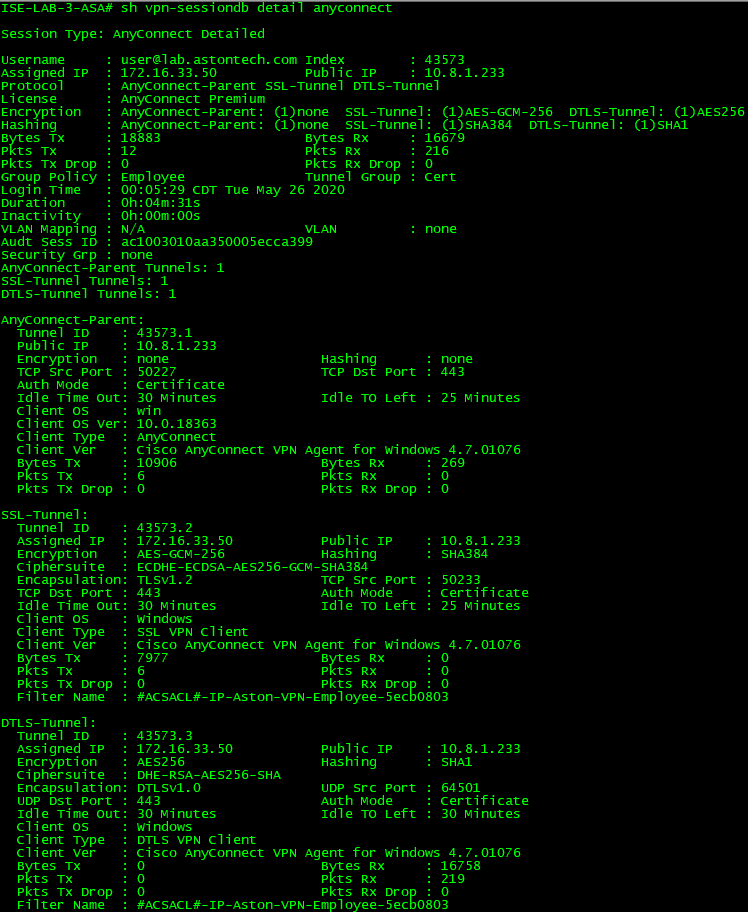 ISE-LAB-3-ASA# sh vpn-sessiondb detail anyconnect

Session Type: AnyConnect Detailed

Username     : user@lab.astontech.com Index        : 43573
Assigned IP  : 172.16.33.50           Public IP    : 10.8.1.233
Protocol     : AnyConnect-Parent SSL-Tunnel DTLS-Tunnel
License      : AnyConnect Premium
Encryption   : AnyConnect-Parent: (1)none  SSL-Tunnel: (1)AES-GCM-256  DTLS-Tunnel: (1)AES256
Hashing      : AnyConnect-Parent: (1)none  SSL-Tunnel: (1)SHA384  DTLS-Tunnel: (1)SHA1
Bytes Tx     : 18883                  Bytes Rx     : 16679
Pkts Tx      : 12                     Pkts Rx      : 216
Pkts Tx Drop : 0                      Pkts Rx Drop : 0
Group Policy : Employee               Tunnel Group : Cert
Login Time   : 00:05:29 CDT Tue May 26 2020
Duration     : 0h:04m:31s
Inactivity   : 0h:00m:00s
VLAN Mapping : N/A                    VLAN         : none
Audt Sess ID : ac1003010aa350005ecca399
Security Grp : none
AnyConnect-Parent Tunnels: 1
SSL-Tunnel Tunnels: 1
DTLS-Tunnel Tunnels: 1

AnyConnect-Parent:
  Tunnel ID    : 43573.1
  Public IP    : 10.8.1.233
  Encryption   : none                   Hashing      : none
  TCP Src Port : 50227                  TCP Dst Port : 443
  Auth Mode    : Certificate
  Idle Time Out: 30 Minutes             Idle TO Left : 25 Minutes
  Client OS    : win
  Client OS Ver: 10.0.18363
  Client Type  : AnyConnect
  Client Ver   : Cisco AnyConnect VPN Agent for Windows 4.7.01076
  Bytes Tx     : 10906                  Bytes Rx     : 269
  Pkts Tx      : 6                      Pkts Rx      : 0
  Pkts Tx Drop : 0                      Pkts Rx Drop : 0

SSL-Tunnel:
  Tunnel ID    : 43573.2
  Assigned IP  : 172.16.33.50           Public IP    : 10.8.1.233
  Encryption   : AES-GCM-256            Hashing      : SHA384
  Ciphersuite  : ECDHE-ECDSA-AES256-GCM-SHA384
  Encapsulation: TLSv1.2                TCP Src Port : 50233
  TCP Dst Port : 443                    Auth Mode    : Certificate
  Idle Time Out: 30 Minutes             Idle TO Left : 25 Minutes
  Client OS    : Windows
  Client Type  : SSL VPN Client
  Client Ver   : Cisco AnyConnect VPN Agent for Windows 4.7.01076
  Bytes Tx     : 7977                   Bytes Rx     : 0
  Pkts Tx      : 6                      Pkts Rx      : 0
  Pkts Tx Drop : 0                      Pkts Rx Drop : 0
  Filter Name  : #ACSACL#-IP-Aston-VPN-Employee-5ecb0803

DTLS-Tunnel:
  Tunnel ID    : 43573.3
  Assigned IP  : 172.16.33.50           Public IP    : 10.8.1.233
  Encryption   : AES256                 Hashing      : SHA1
  Ciphersuite  : DHE-RSA-AES256-SHA
  Encapsulation: DTLSv1.0               UDP Src Port : 64501
  UDP Dst Port : 443                    Auth Mode    : Certificate
  Idle Time Out: 30 Minutes             Idle TO Left : 30 Minutes
  Client OS    : Windows
  Client Type  : DTLS VPN Client
  Client Ver   : Cisco AnyConnect VPN Agent for Windows 4.7.01076
  Bytes Tx     : 0                      Bytes Rx     : 16758
  Pkts Tx      : 0                      Pkts Rx      : 219
  Pkts Tx Drop : 0                      Pkts Rx Drop : 0
  Filter Name  : #ACSACL#-IP-Aston-VPN-Employee-5ecb0803